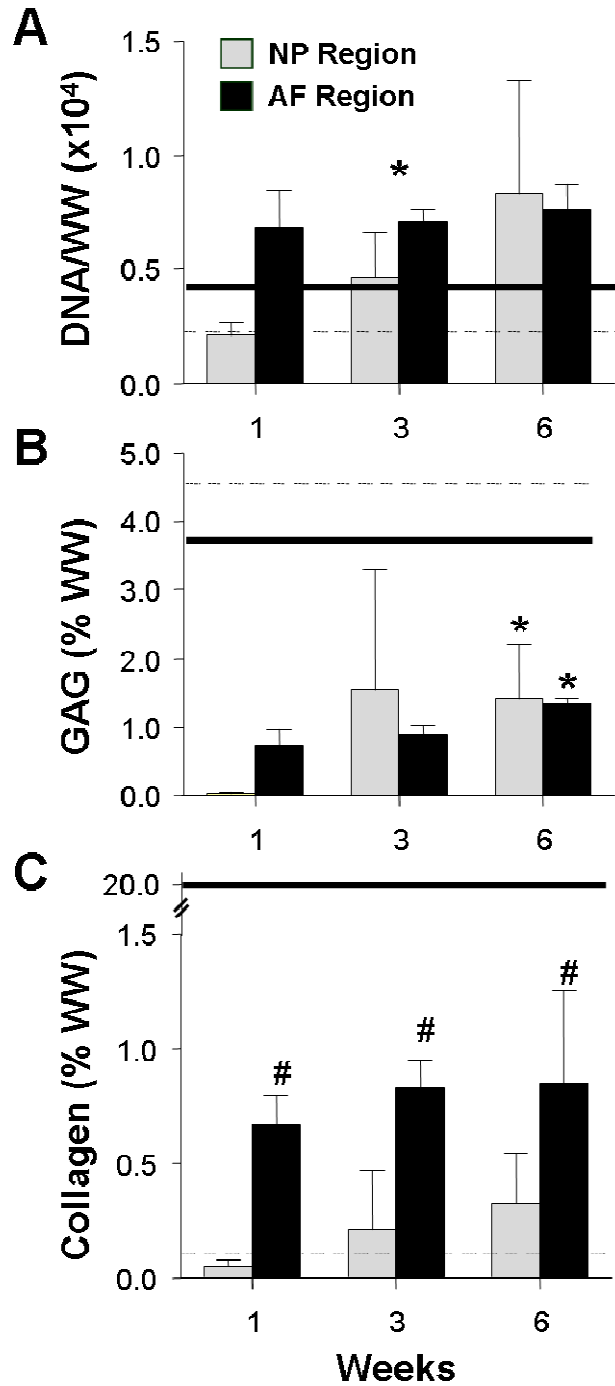 A
DNA/WW (x10⁴)
1.5
1.0
0.5
0.0
NP Region
AF Region
*
1 3 6
B
GAG (% WW)
5.0
4.0
3.0
2.0
1.0
0.0
*
*
1 3 6
C
Collagen (% WW)
20.0
1.5
1.0
0.5
0.0
# # #
1 3 6
Weeks